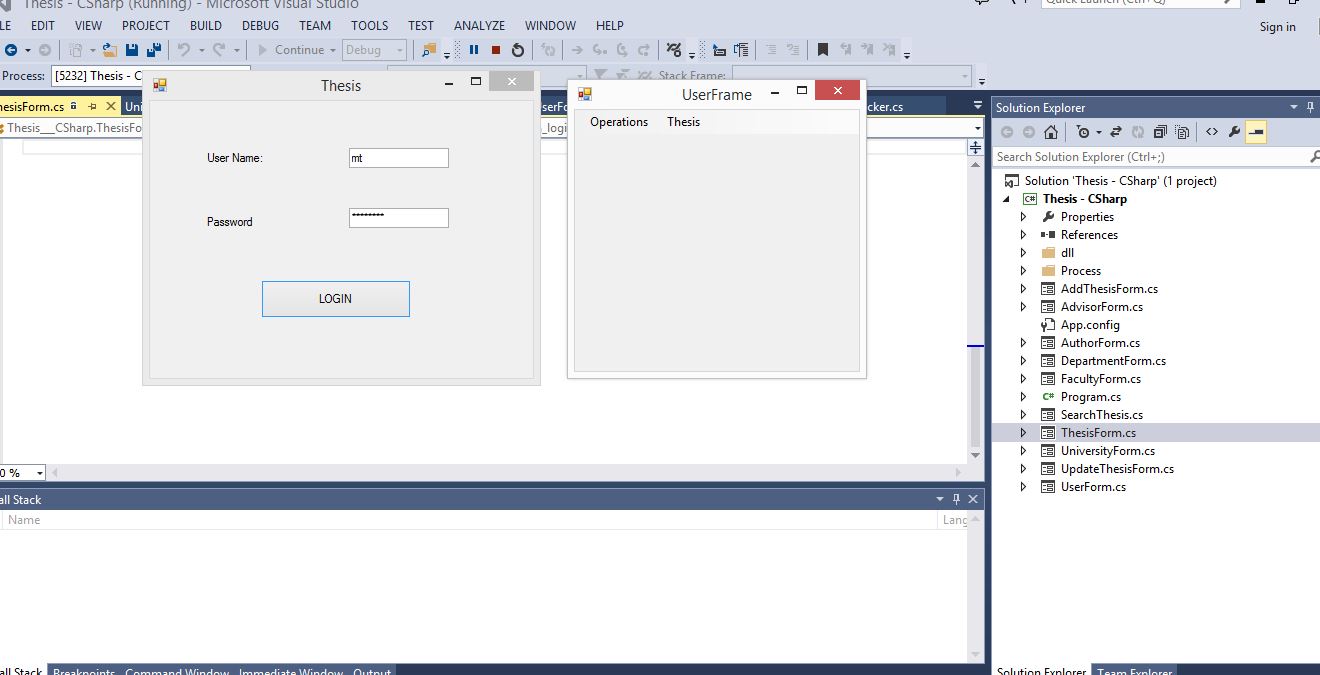 Thesis - CSharp (Running) - Microsoft Visual Studio
Quick Launch (Ctrl+Q)
LE EDIT VIEW PROJECT BUILD DEBUG TEAM TOOLS TEST ANALYZE WINDOW HELP
Sign in
Continue Debug
Process: [5232] Thesis - C
Stack Frame:
hesisForm.cs Uni serFo cker.cs
Thesis__CSharp.ThesisFo _logi
Thesis
User Name: mt
Password ********
LOGIN
UserFrame
Operations Thesis
0 %
all Stack
Name Lang
all Stack Breakpoints Command Window Immediate Window Output
Solution Explorer
Search Solution Explorer (Ctrl+;)
Solution 'Thesis - CSharp' (1 project)
C# Thesis - CSharp
Properties
References
dll
Process
AddThesisForm.cs
AdvisorForm.cs
App.config
AuthorForm.cs
DepartmentForm.cs
FacultyForm.cs
C# Program.cs
SearchThesis.cs
ThesisForm.cs
UniversityForm.cs
UpdateThesisForm.cs
UserForm.cs
Solution Explorer Team Explorer